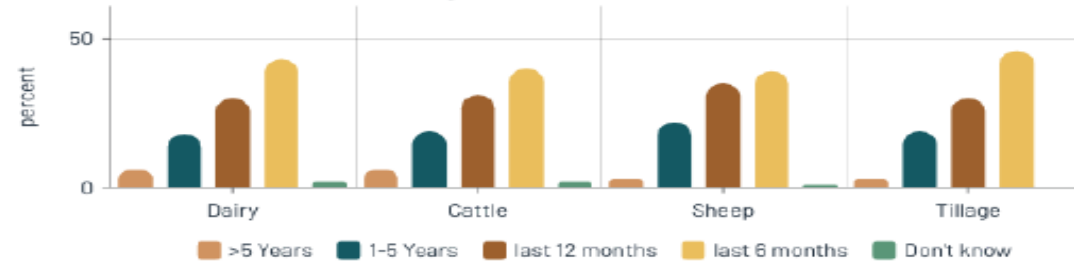 50
percent
0
Dairy Cattle Sheep Tillage
>5 Years 1-5 Years last 12 months last 6 months Don't know